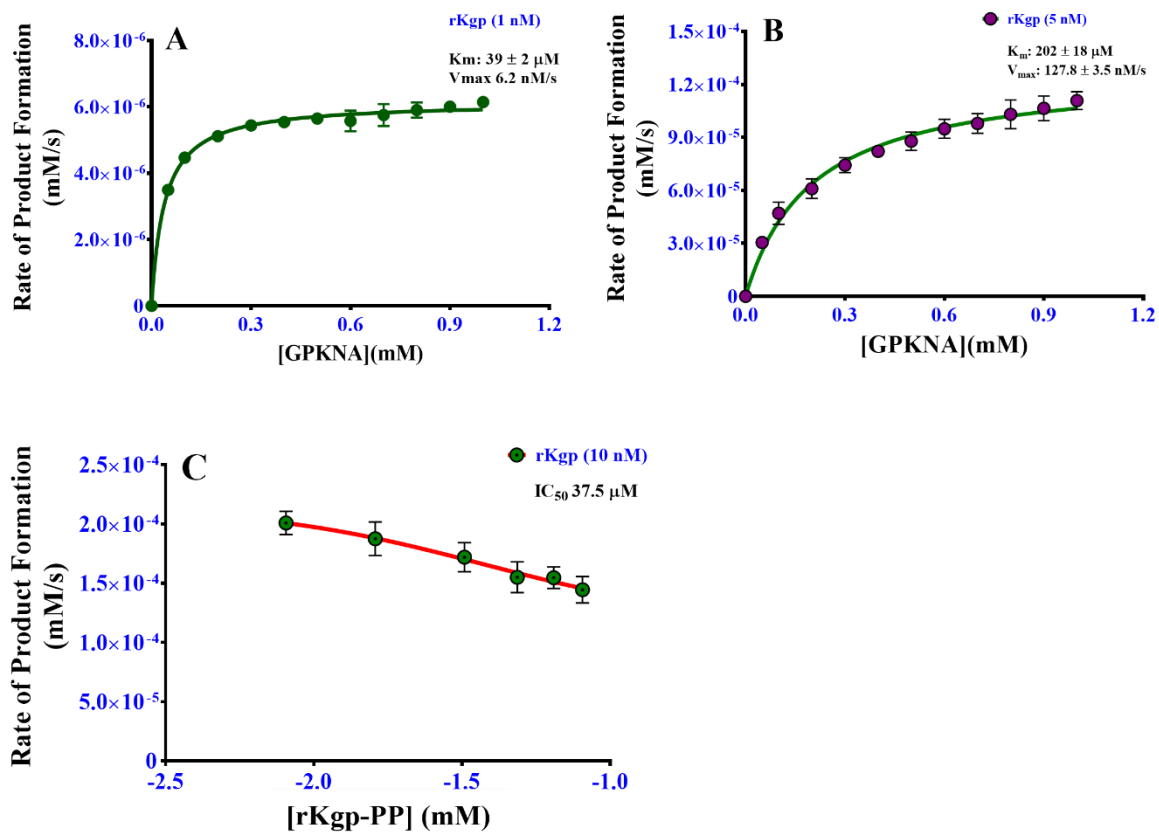 A
rKgp (1 nM)
Km: 39 ± 2 μM
Vmax 6.2 nM/s
Rate of Product Formation
(mM/s)
8.0×10⁻⁶
6.0×10⁻⁶
4.0×10⁻⁶
2.0×10⁻⁶
0
0.0 0.3 0.6 0.9 1.2
[GPKNA](mM)
B
rKgp (5 nM)
Kₘ: 202 ± 18 μM
Vₘₐₓ: 127.8 ± 3.5 nM/s
Rate of Product Formation
(mM/s)
1.5×10⁻⁴
1.2×10⁻⁴
9.0×10⁻⁵
6.0×10⁻⁵
3.0×10⁻⁵
0
0.0 0.3 0.6 0.9 1.2
[GPKNA](mM)
C
rKgp (10 nM)
IC₅₀ 37.5 μM
Rate of Product Formation
(mM/s)
2.5×10⁻⁴
2.0×10⁻⁴
1.5×10⁻⁴
1.0×10⁻⁴
5.0×10⁻⁵
0
-2.5 -2.0 -1.5 -1.0
[rKgp-PP] (mM)